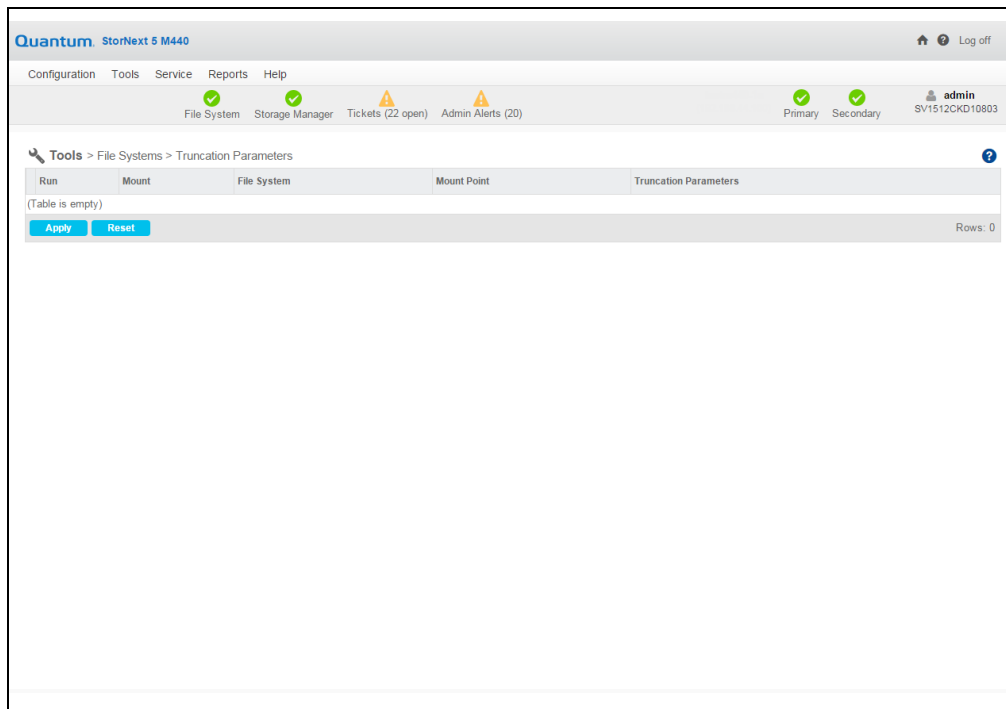 Quantum. StorNext 5 M440
Log off
Configuration Tools Service Reports Help
File System Storage Manager Tickets (22 open) Admin Alerts (20) Primary Secondary
admin
SV1512CKD10803
Tools > File Systems > Truncation Parameters
Run Mount File System Mount Point Truncation Parameters
(Table is empty)
Apply Reset Rows: 0